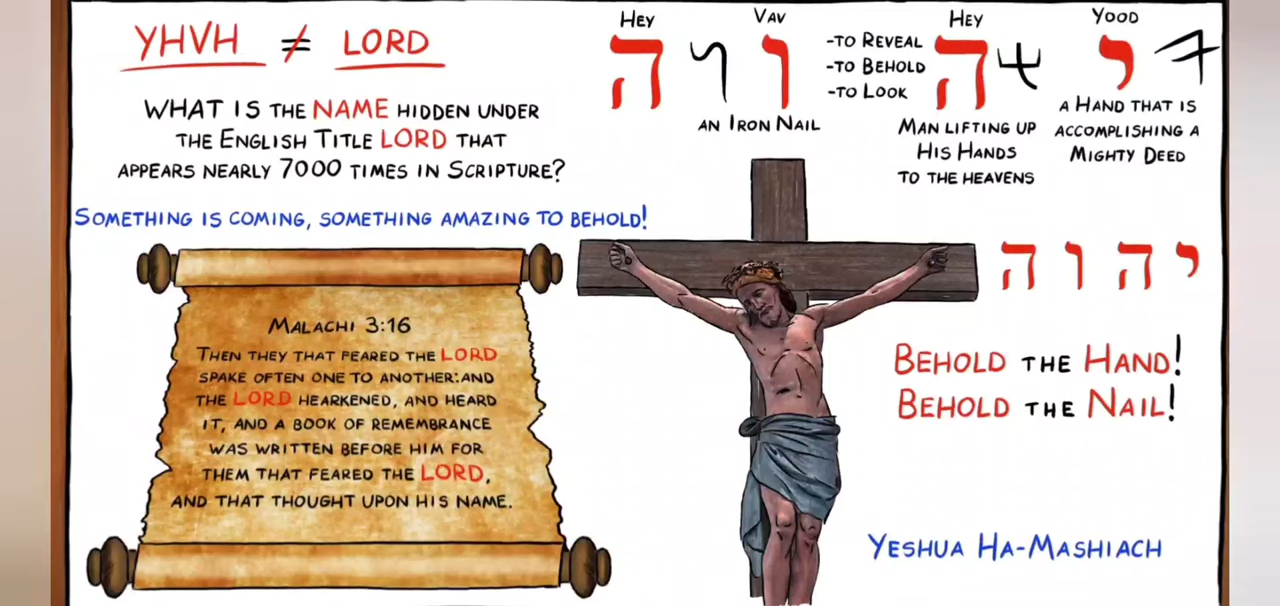 YHVH ≠ LORD
WHAT IS THE NAME HIDDEN UNDER
THE ENGLISH TITLE LORD THAT
APPEARS NEARLY 7000 TIMES IN SCRIPTURE?
SOMETHING IS COMING, SOMETHING AMAZING TO BEHOLD!
MALACHI 3:16
THEN THEY THAT FEARED THE LORD
SPAKE OFTEN ONE TO ANOTHER:AND
THE LORD HEARKENED, AND HEARD
IT, AND A BOOK OF REMEMBRANCE
WAS WRITTEN BEFORE HIM FOR
THEM THAT FEARED THE LORD,
AND THAT THOUGHT UPON HIS NAME.
HEY
ה
VAV
ו
AN IRON NAIL
-TO REVEAL
-TO BEHOLD
-TO LOOK
HEY
ה
MAN LIFTING UP
HIS HANDS
TO THE HEAVENS
YOOD
י
A HAND THAT IS
ACCOMPLISHING A
MIGHTY DEED
יהוה
BEHOLD THE HAND!
BEHOLD THE NAIL!
YESHUA HA-MASHIACH